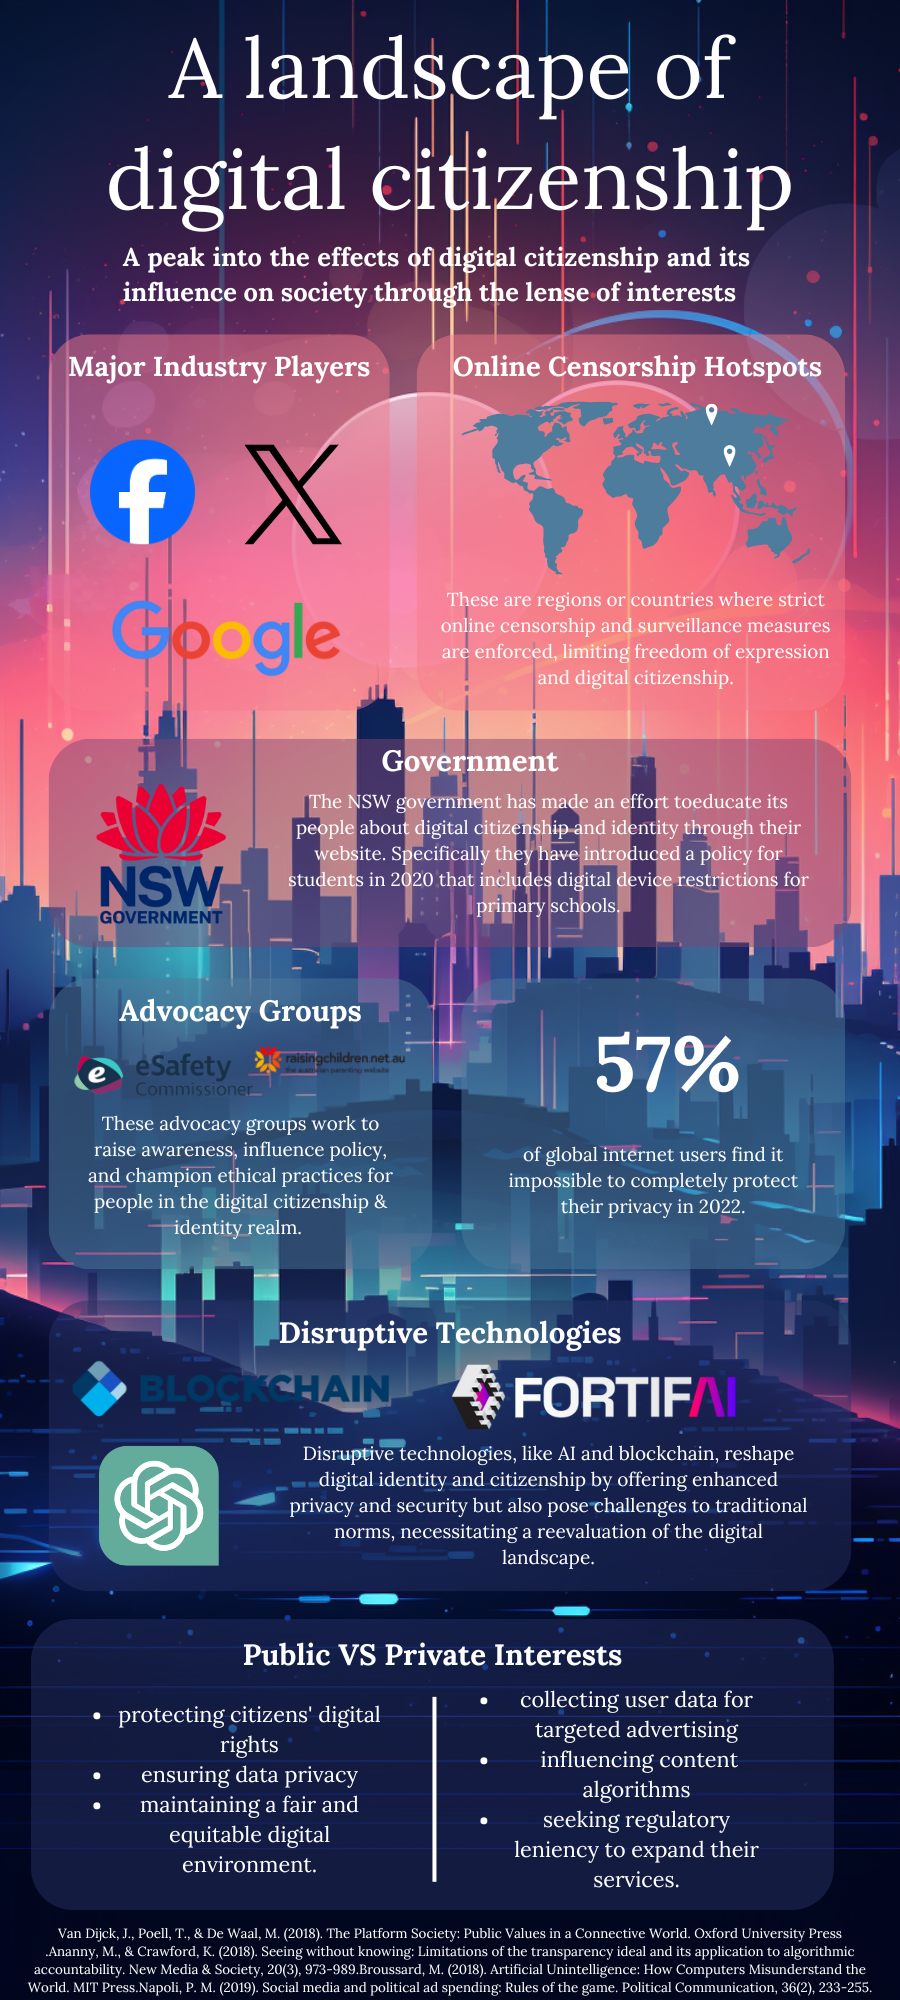 A landscape of
digital citizenship
A peak into the effects of digital citizenship and its
influence on society through the lense of interests
Major Industry Players
Google
Online Censorship Hotspots
These are regions or countries where strict
online censorship and surveillance measures
are enforced, limiting freedom of expression
and digital citizenship.
Government
NSW
GOVERNMENT
The NSW government has made an effort toeducate its
people about digital citizenship and identity through their
website. Specifically they have introduced a policy for
students in 2020 that includes digital device restrictions for
primary schools.
Advocacy Groups
e eSafety
Commissioner
raisingchildren.net.au
the australian parenting website
These advocacy groups work to
raise awareness, influence policy,
and champion ethical practices for
people in the digital citizenship &
identity realm.
57%
of global internet users find it
impossible to completely protect
their privacy in 2022.
Disruptive Technologies
BLOCKCHAIN
FORTIFAI
Disruptive technologies, like AI and blockchain, reshape
digital identity and citizenship by offering enhanced
privacy and security but also pose challenges to traditional
norms, necessitating a reevaluation of the digital
landscape.
Public VS Private Interests
• protecting citizens' digital
rights
• ensuring data privacy
• maintaining a fair and
equitable digital
environment.
• collecting user data for
targeted advertising
• influencing content
algorithms
• seeking regulatory
leniency to expand their
services.
Van Dijck, J., Poell, T., & De Waal, M. (2018). The Platform Society: Public Values in a Connective World. Oxford University Press
.Ananny, M., & Crawford, K. (2018). Seeing without knowing: Limitations of the transparency ideal and its application to algorithmic
accountability. New Media & Society, 20(3), 973-989.Broussard, M. (2018). Artificial Unintelligence: How Computers Misunderstand the
World. MIT Press.Napoli, P. M. (2019). Social media and political ad spending: Rules of the game. Political Communication, 36(2), 233-255.